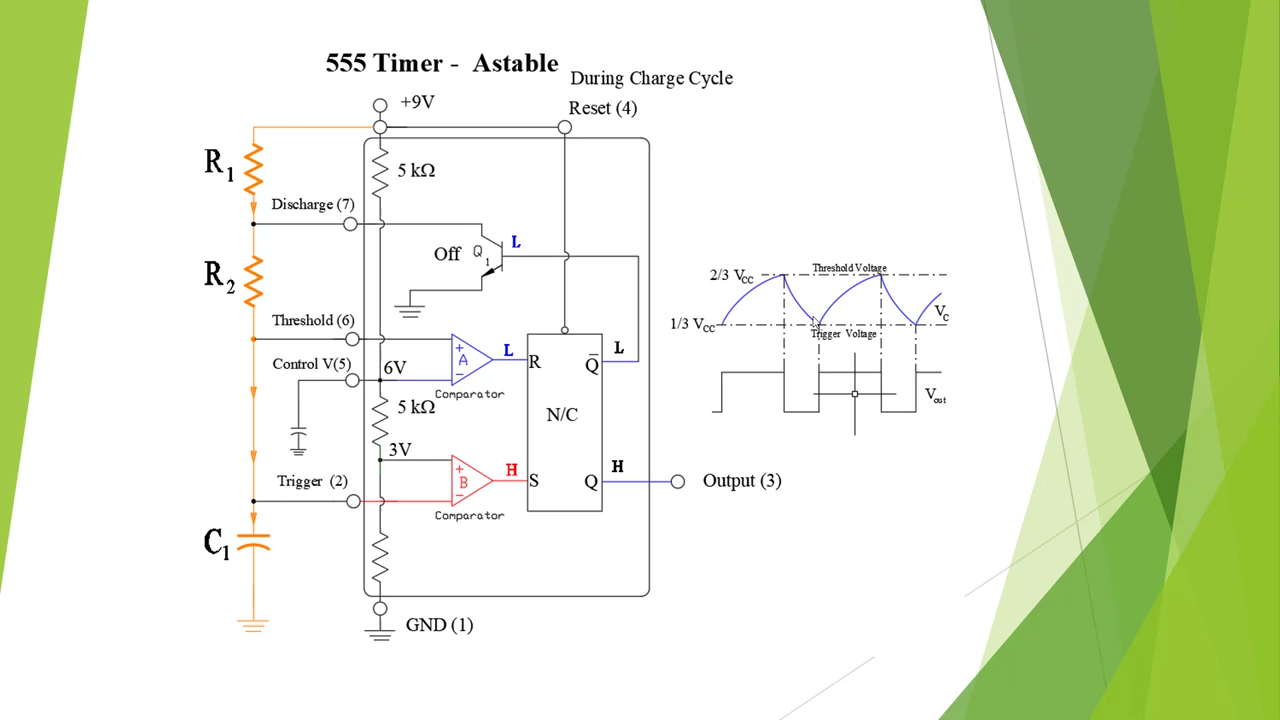 555 Timer - Astable
During Charge Cycle
+9V
Reset (4)
R1
5 kΩ
Discharge (7)
Off Q1 L
R2
2/3 VCC Threshold Voltage
VC
1/3 VCC Trigger Voltage
Threshold (6)
+ A - L R Q̅ L
Control V(5) 6V
Comparator
5 kΩ
N/C
Vout
3V
Trigger (2)
+ B - H S Q H
Output (3)
Comparator
C1
GND (1)